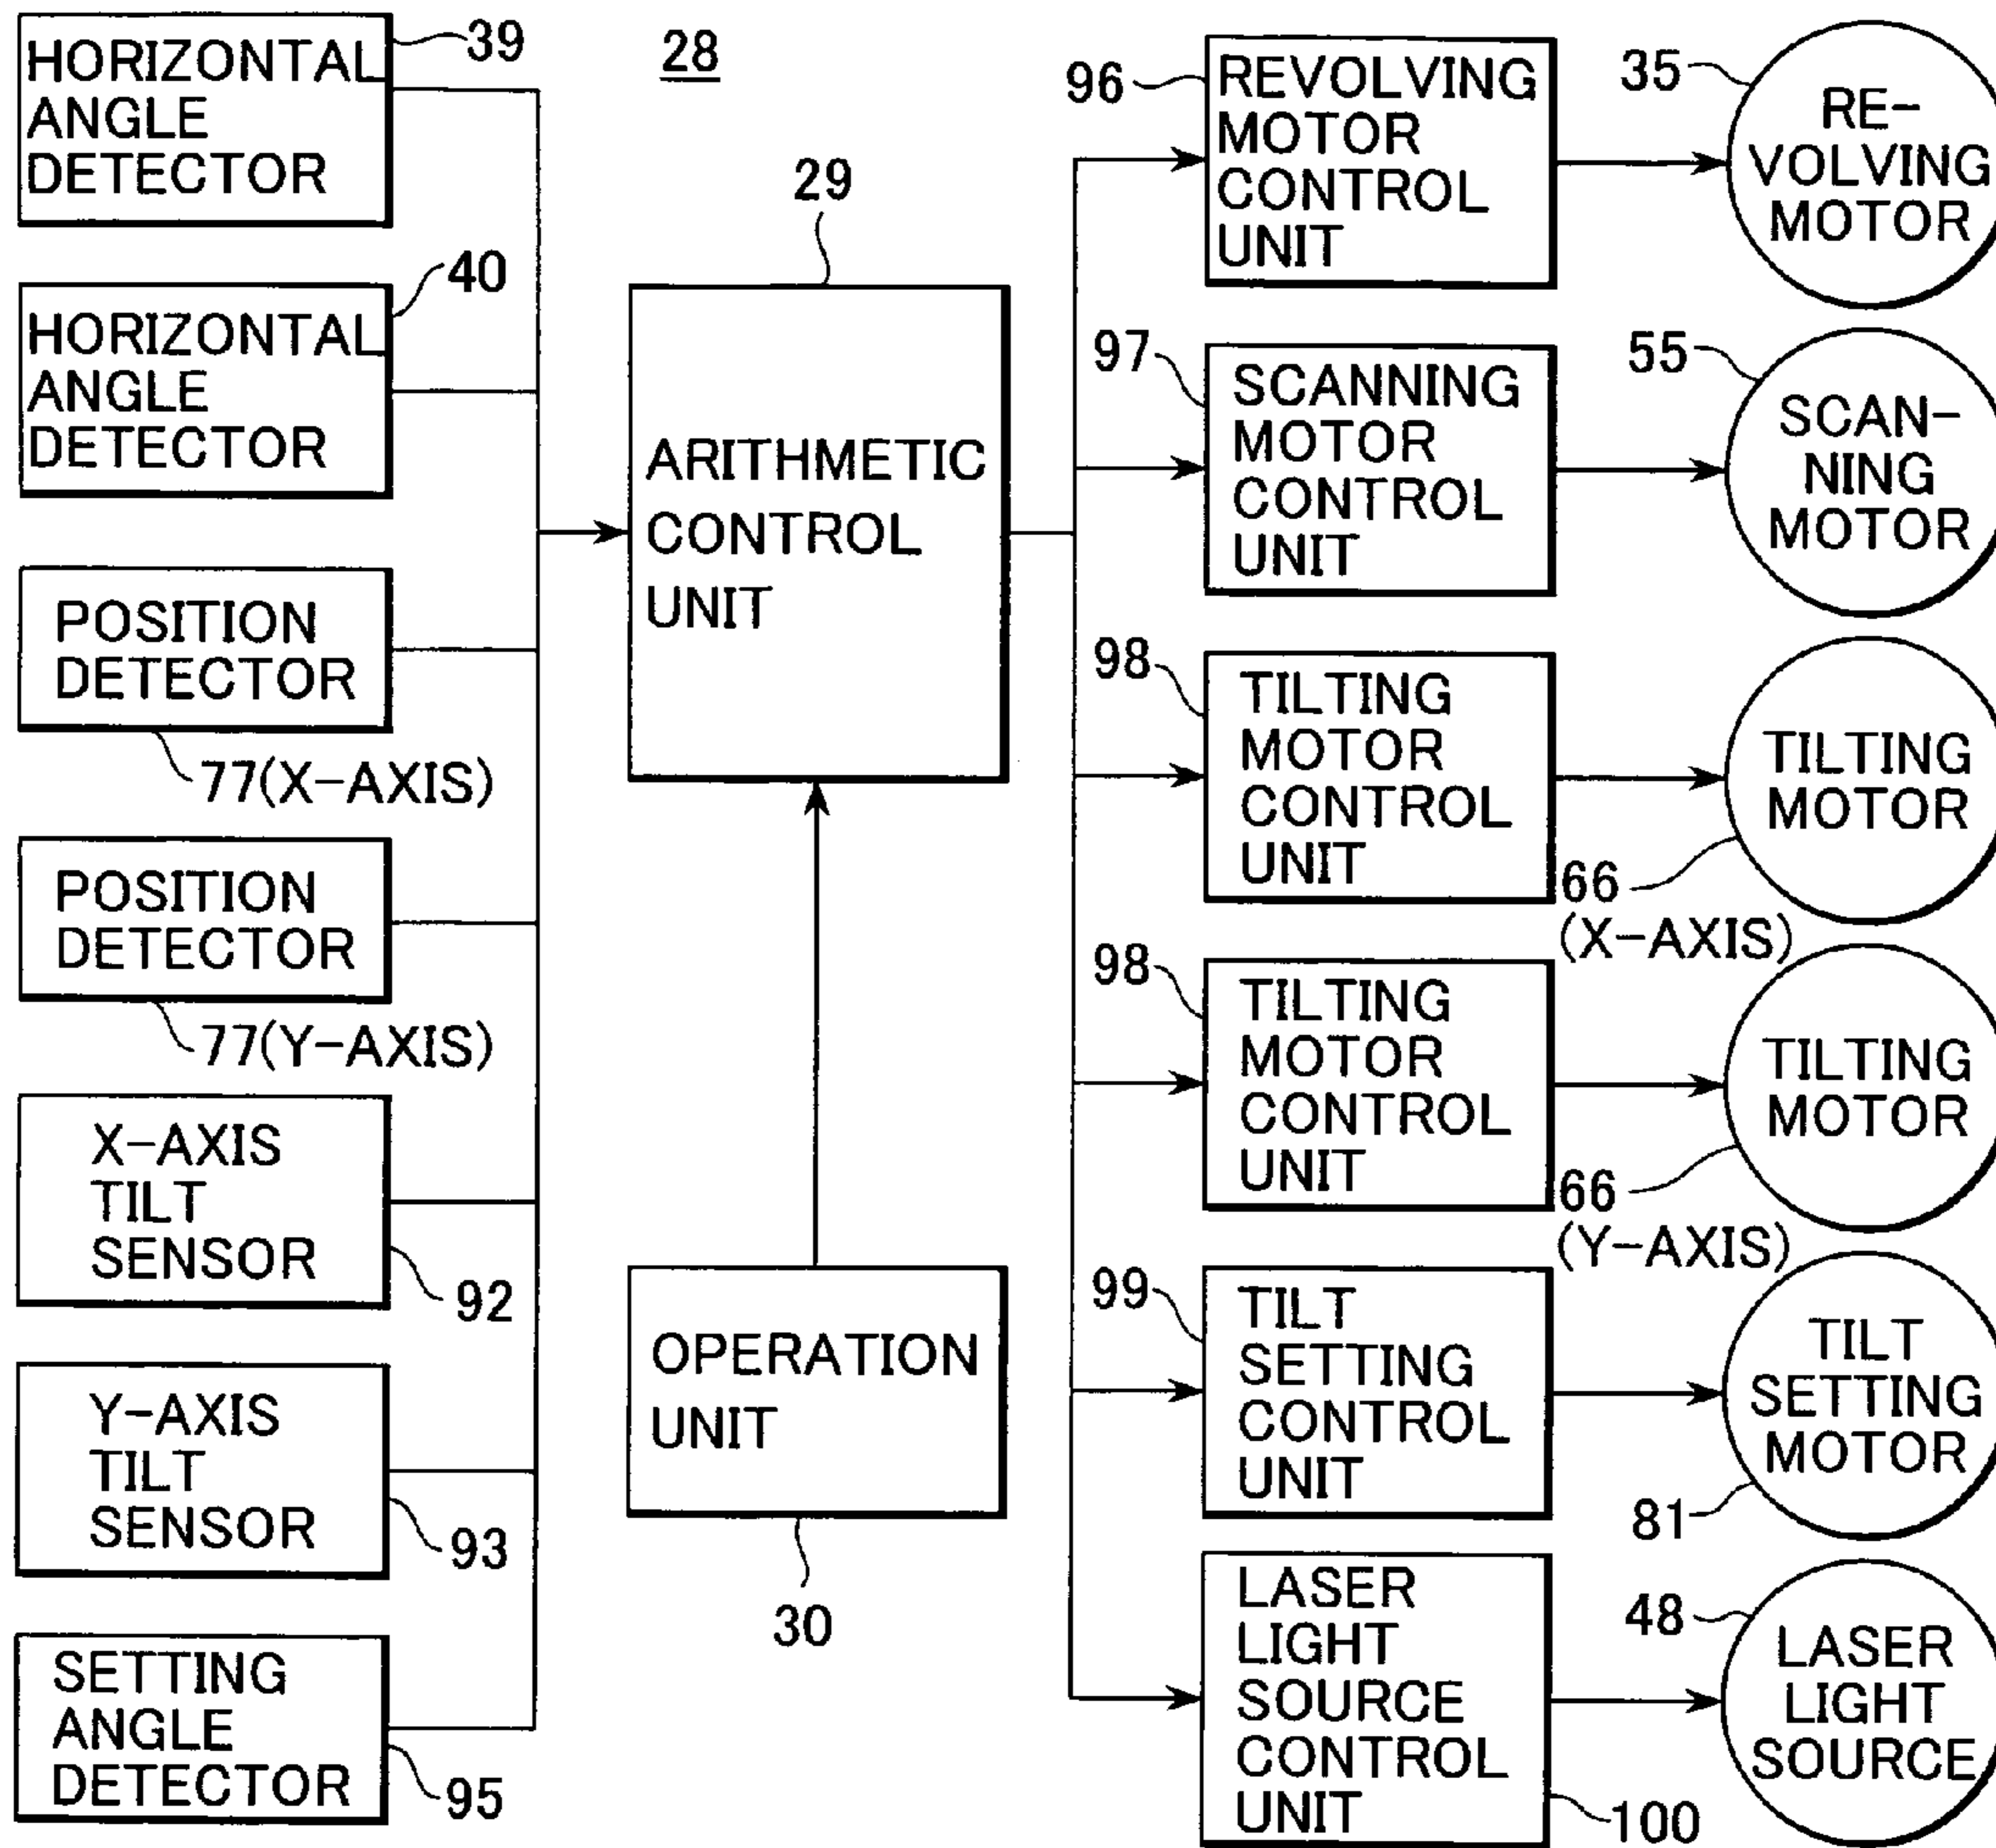 HORIZONTAL
ANGLE
DETECTOR
39
HORIZONTAL
ANGLE
DETECTOR
40
POSITION
DETECTOR
77(X-AXIS)
POSITION
DETECTOR
77(Y-AXIS)
X-AXIS
TILT
SENSOR
92
Y-AXIS
TILT
SENSOR
93
SETTING
ANGLE
DETECTOR
95
28
29
ARITHMETIC
CONTROL
UNIT
OPERATION
UNIT
30
96
REVOLVING
MOTOR
CONTROL
UNIT
35
RE-
VOLVING
MOTOR
97
SCANNING
MOTOR
CONTROL
UNIT
55
SCAN-
NING
MOTOR
98
TILTING
MOTOR
CONTROL
UNIT
TILTING
MOTOR
66
(X-AXIS)
98
TILTING
MOTOR
CONTROL
UNIT
TILTING
MOTOR
66
(Y-AXIS)
99
TILT
SETTING
CONTROL
UNIT
TILT
SETTING
MOTOR
81
LASER
LIGHT
SOURCE
CONTROL
UNIT
100
48
LASER
LIGHT
SOURCE